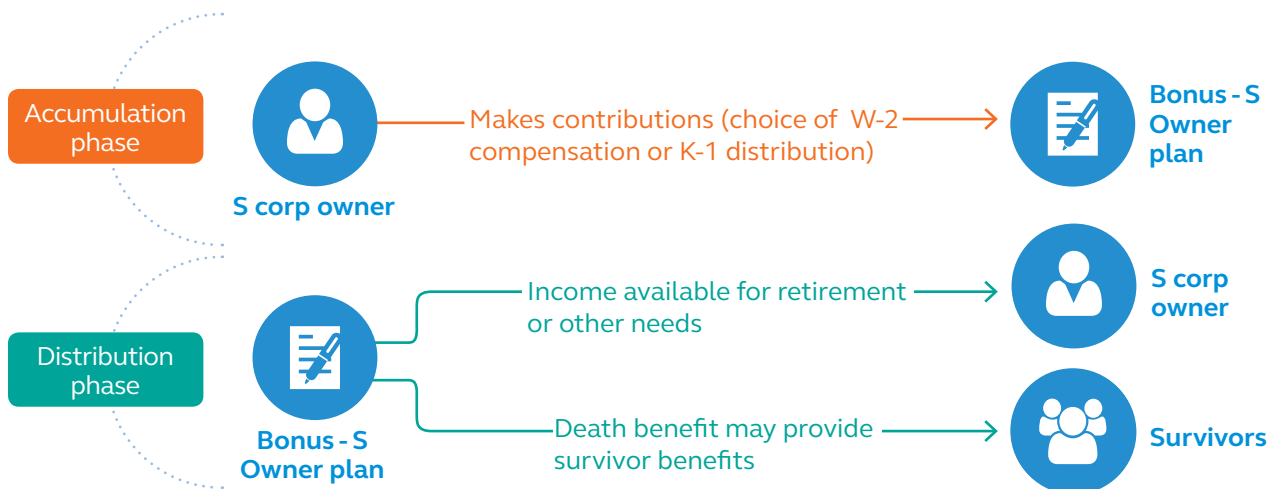 Accumulation
phase
S corp owner
Makes contributions (choice of W-2
compensation or K-1 distribution)
Bonus - S
Owner
plan
Distribution
phase
Bonus - S
Owner plan
Income available for retirement
or other needs
S corp
owner
Death benefit may provide
survivor benefits
Survivors